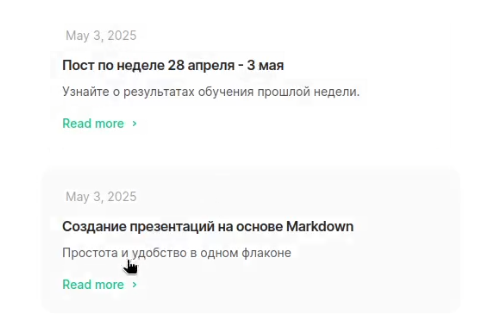 May 3, 2025
Пост по неделе 28 апреля - 3 мая
Узнайте о результатах обучения прошлой недели.
Read more ›
May 3, 2025
Создание презентаций на основе Markdown
Простота и удобство в одном флаконе
Read more ›